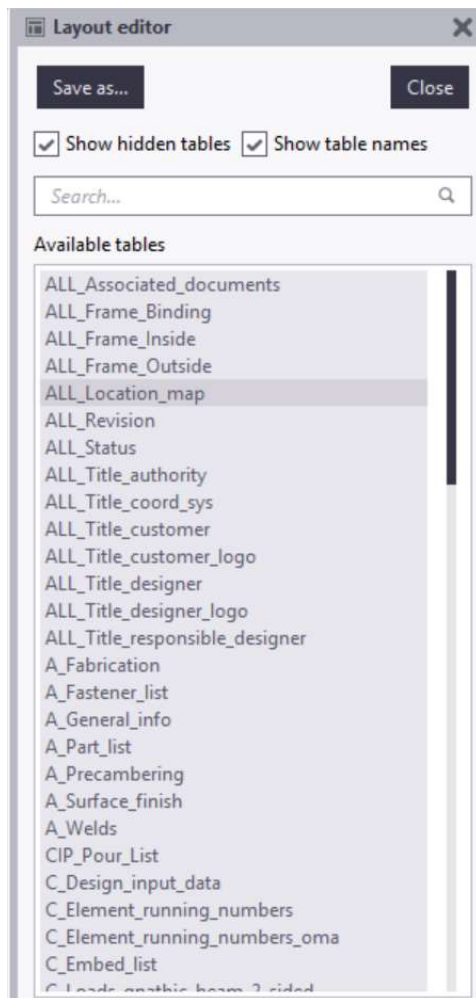 Layout editor
Save as... Close
Show hidden tables Show table names
Search...
Available tables
ALL_Associated_documents
ALL_Frame_Binding
ALL_Frame_Inside
ALL_Frame_Outside
ALL_Location_map
ALL_Revision
ALL_Status
ALL_Title_authority
ALL_Title_coord_sys
ALL_Title_customer
ALL_Title_customer_logo
ALL_Title_designer
ALL_Title_designer_logo
ALL_Title_responsible_designer
A_Fabrication
A_Fastener_list
A_General_info
A_Part_list
A_Precambering
A_Surface_finish
A_Welds
CIP_Pour_List
C_Design_input_data
C_Element_running_numbers
C_Element_running_numbers_oma
C_Embed_list